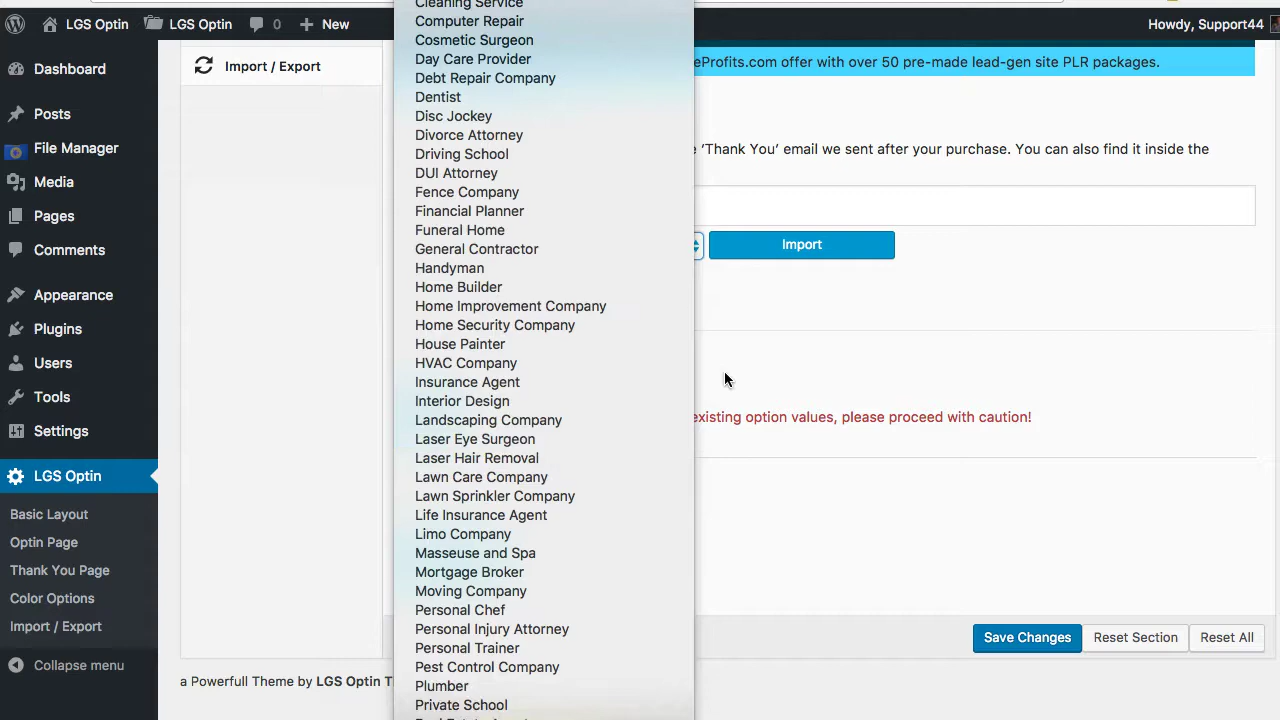 LGS Optin
LGS Optin
0
New
Howdy, Support44
Dashboard
Posts
File Manager
Media
Pages
Comments
Appearance
Plugins
Users
Tools
Settings
LGS Optin
Basic Layout
Optin Page
Thank You Page
Color Options
Import / Export
Collapse menu
Import / Export
Cleaning Service
Computer Repair
Cosmetic Surgeon
Day Care Provider
Debt Repair Company
Dentist
Disc Jockey
Divorce Attorney
Driving School
DUI Attorney
Fence Company
Financial Planner
Funeral Home
General Contractor
Handyman
Home Builder
Home Improvement Company
Home Security Company
House Painter
HVAC Company
Insurance Agent
Interior Design
Landscaping Company
Laser Eye Surgeon
Laser Hair Removal
Lawn Care Company
Lawn Sprinkler Company
Life Insurance Agent
Limo Company
Masseuse and Spa
Mortgage Broker
Moving Company
Personal Chef
Personal Injury Attorney
Personal Trainer
Pest Control Company
Plumber
Private School
eProfits.com offer with over 50 pre-made lead-gen site PLR packages.
'Thank You' email we sent after your purchase. You can also find it inside the
Import
existing option values, please proceed with caution!
Save Changes
Reset Section
Reset All
a Powerfull Theme by LGS Optin T